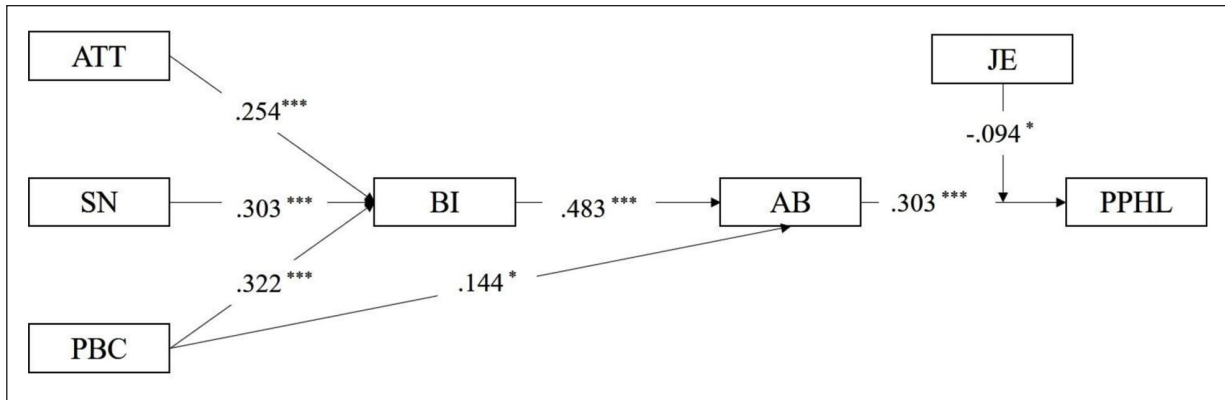 ATT
JE
.254***
-.094*
SN
.303***
BI
.483***
AB
.303***
PPHL
.322***
.144*
PBC